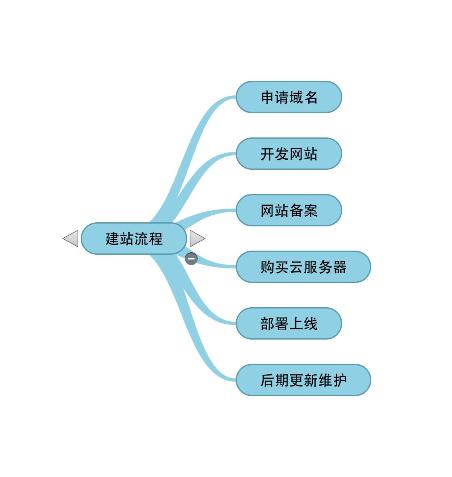 建站流程
申请域名
开发网站
网站备案
购买云服务器
部署上线
后期更新维护